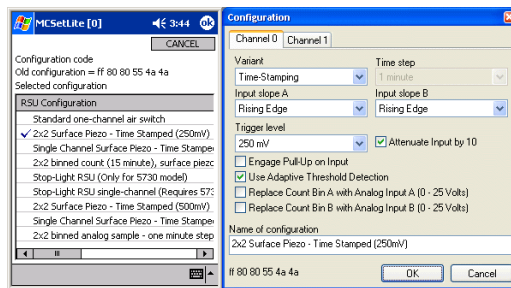 MCSetLite [0] 3:44 ok
CANCEL
Configuration code
Old configuration = ff 80 80 55 4a 4a
Selected configuration
RSU Configuration
Standard one-channel air switch
2x2 Surface Piezo - Time Stamped (250mV)
Single Channel Surface Piezo - Time Stampe
2x2 binned count (15 minute), surface piezo
Stop-Light RSU (Only for 5730 model)
Stop-Light RSU single-channel (Requires 573
2x2 Surface Piezo - Time Stamped (500mV)
Single Channel Surface Piezo - Time Stampe
2x2 binned analog sample - one minute step
Configuration
Channel 0 Channel 1
Variant Time step
Time-Stamping 1 minute
Input slope A Input slope B
Rising Edge Rising Edge
Trigger level
250 mV Attenuate Input by 10
Engage Pull-Up on Input
Use Adaptive Threshold Detection
Replace Count Bin A with Analog Input A (0 - 25 Volts)
Replace Count Bin B with Analog Input B (0 - 25 Volts)
Name of configuration
2x2 Surface Piezo - Time Stamped (250mV)
ff 80 80 55 4a 4a OK Cancel